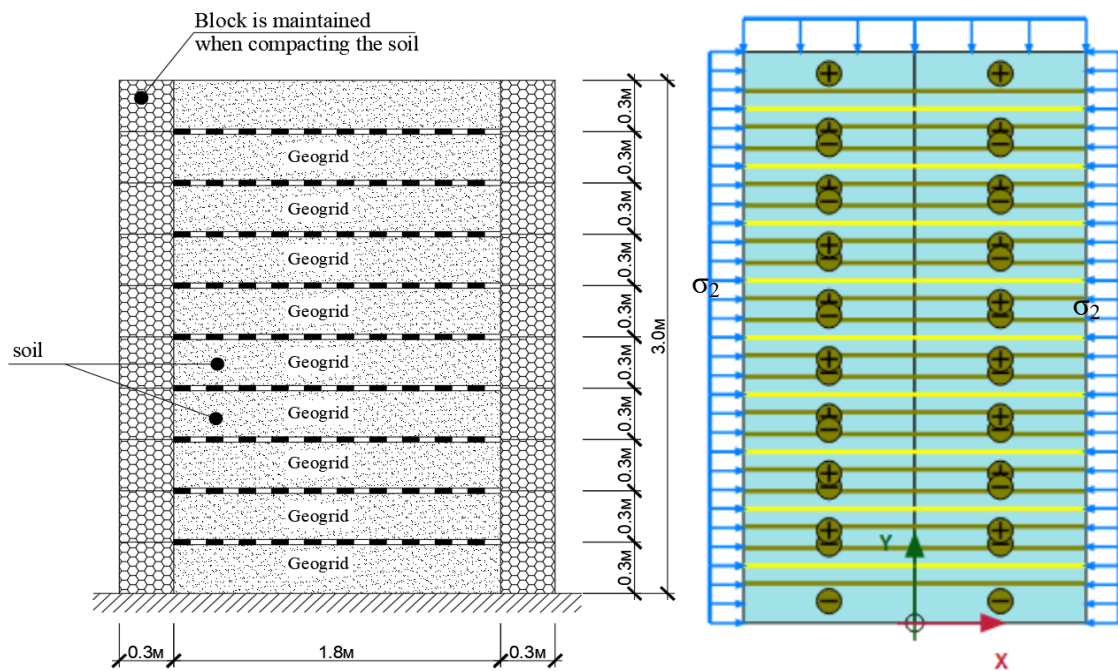 Block is maintained
when compacting the soil
Geogrid
Geogrid
Geogrid
Geogrid
Geogrid
soil
Geogrid
Geogrid
Geogrid
Geogrid
0.3м
0.3м
0.3м
0.3м
0.3м
0.3м
0.3м
0.3м
0.3м
0.3м
3.0м
0.3м
1.8м
0.3м
σ2
σ2
Y
X